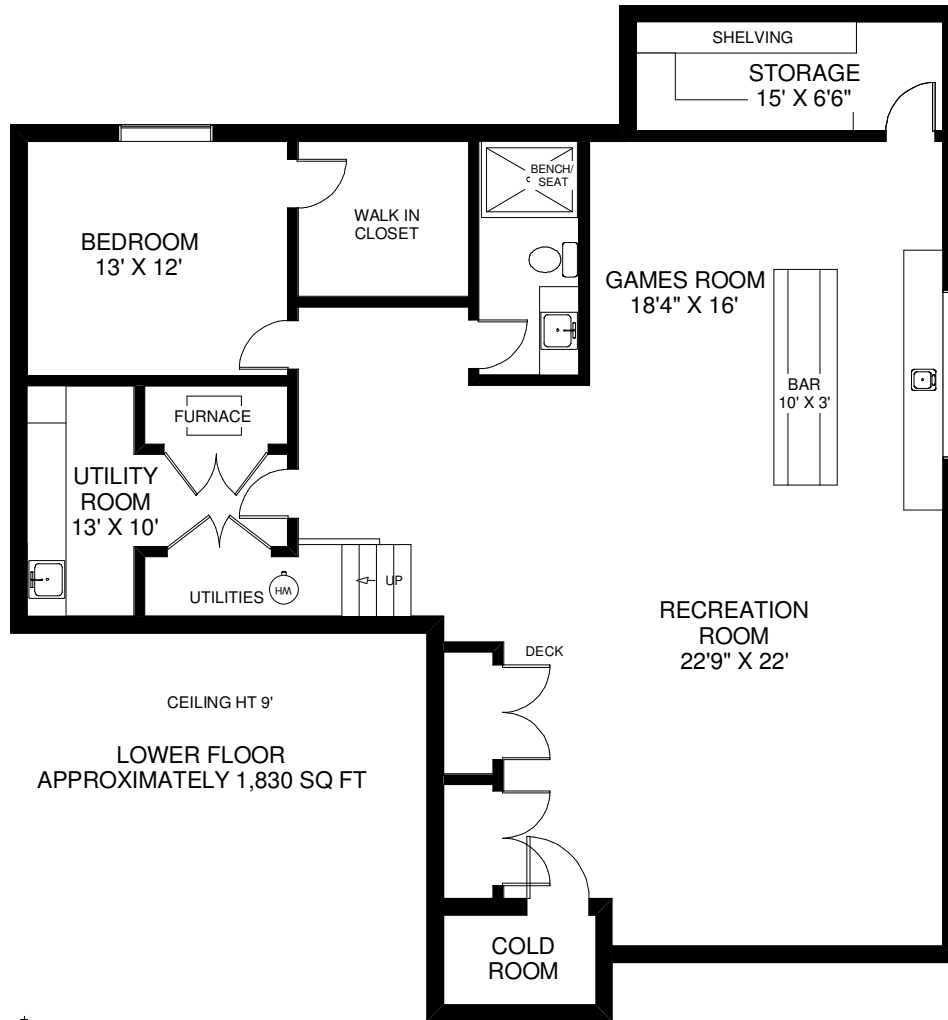 SHELVING
STORAGE
15' X 6'6"
BENCH/
SEAT
WALK IN
CLOSET
BEDROOM
13' X 12'
GAMES ROOM
18'4" X 16'
BAR
10' X 3'
FURNACE
UTILITY
ROOM
13' X 10'
UTILITIES
HW
UP
RECREATION
ROOM
22'9" X 22'
DECK
CEILING HT 9'
LOWER FLOOR
APPROXIMATELY 1,830 SQ FT
COLD
ROOM